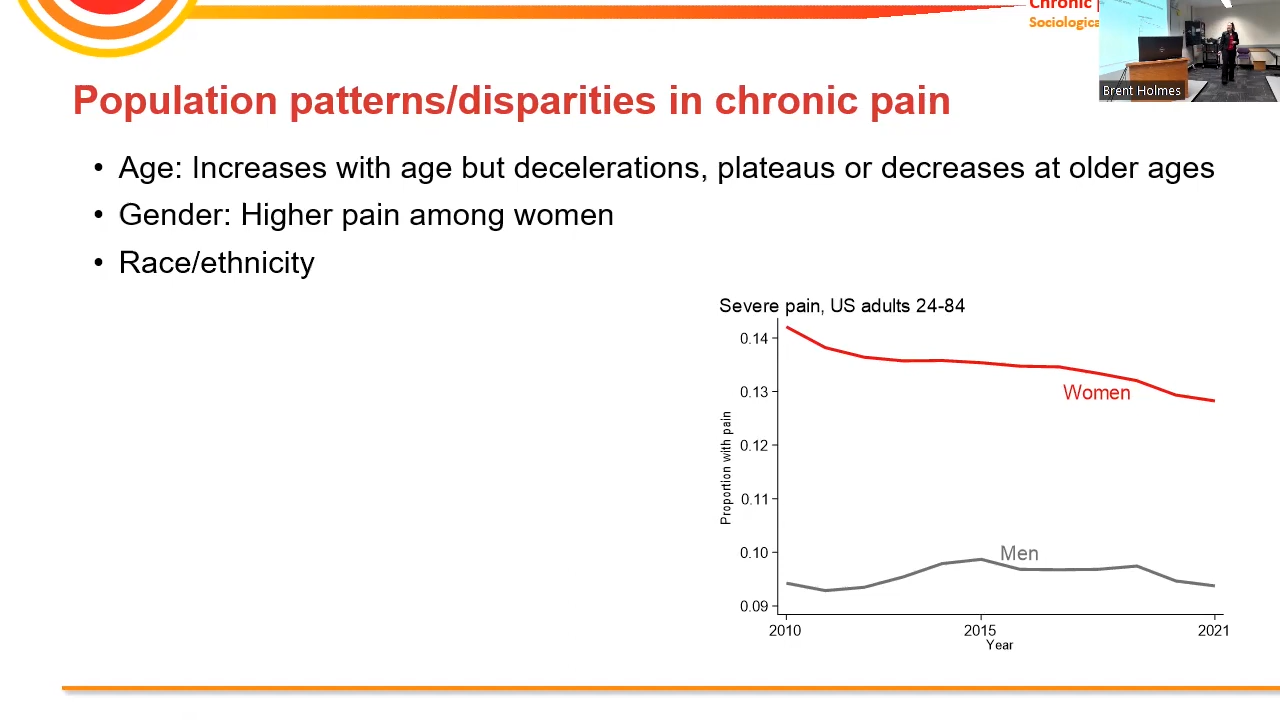 Chronic
Sociologica
Brent Holmes
Population patterns/disparities in chronic pain
• Age: Increases with age but decelerations, plateaus or decreases at older ages
• Gender: Higher pain among women
• Race/ethnicity
Severe pain, US adults 24-84
Proportion with pain
0.14
0.13
0.12
0.11
0.10
0.09
Women
Men
2010
2015
2021
Year